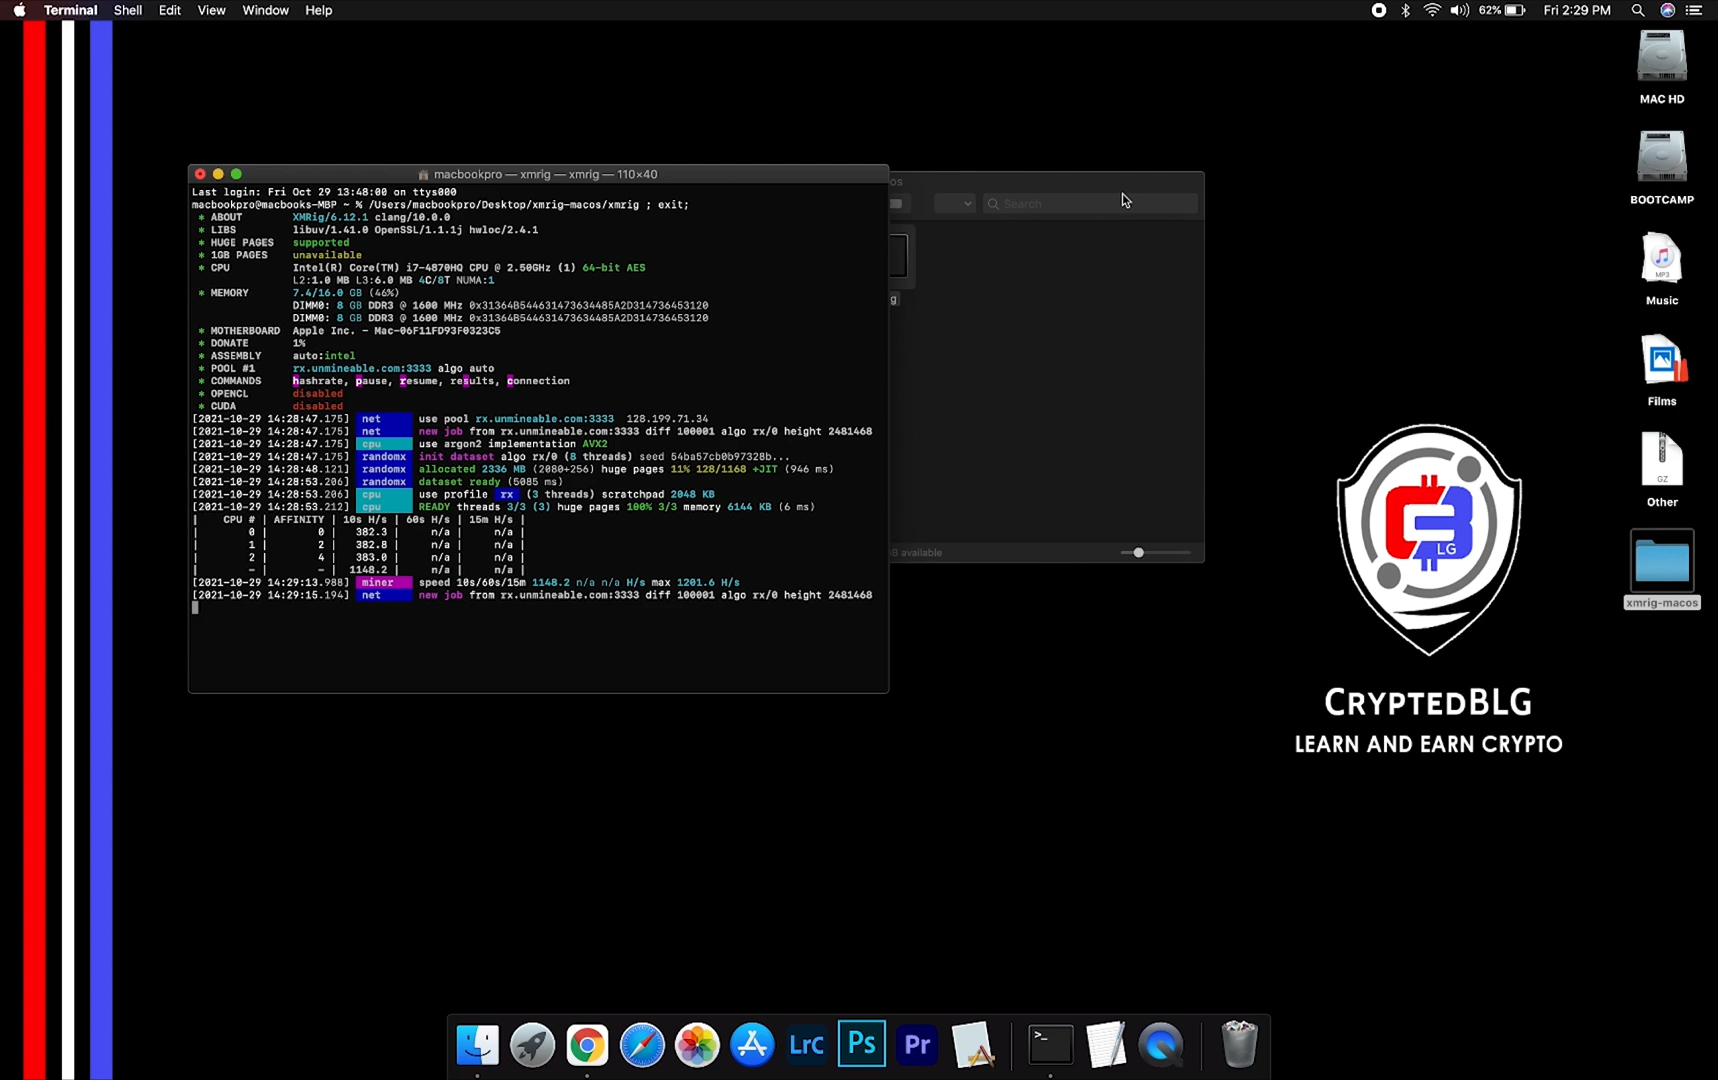 Terminal Shell Edit View Window Help
62% Fri 2:29 PM
macbookpro — xmrig — xmrig — 110×40
Last login: Fri Oct 29 13:48:00 on ttys000
macbookpro@macbooks-MBP ~ % /Users/macbookpro/Desktop/xmrig-macos/xmrig ; exit;
* ABOUT XMRig/6.12.1 clang/10.0.0
* LIBS libuv/1.41.0 OpenSSL/1.1.1j hwloc/2.4.1
* HUGE PAGES supported
* 1GB PAGES unavailable
* CPU Intel(R) Core(TM) i7-4870HQ CPU @ 2.50GHz (1) 64-bit AES
L2:1.0 MB L3:6.0 MB 4C/8T NUMA:1
* MEMORY 7.4/16.0 GB (46%)
DIMM0: 8 GB DDR3 @ 1600 MHz 0x31364B544631473634485A2D314736453120
DIMM0: 8 GB DDR3 @ 1600 MHz 0x31364B544631473634485A2D314736453120
* MOTHERBOARD Apple Inc. - Mac-06F11FD93F0323C5
* DONATE 1%
* ASSEMBLY auto:intel
* POOL #1 rx.unmineable.com:3333 algo auto
* COMMANDS hashrate, pause, resume, results, connection
* OPENCL disabled
* CUDA disabled
[2021-10-29 14:28:47.175] net use pool rx.unmineable.com:3333 128.199.71.34
[2021-10-29 14:28:47.175] net new job from rx.unmineable.com:3333 diff 100001 algo rx/0 height 2481468
[2021-10-29 14:28:47.175] cpu use argon2 implementation AVX2
[2021-10-29 14:28:47.175] randomx init dataset algo rx/0 (8 threads) seed 54ba57cb0b97328b...
[2021-10-29 14:28:48.121] randomx allocated 2336 MB (2080+256) huge pages 11% 128/1168 +JIT (946 ms)
[2021-10-29 14:28:53.206] randomx dataset ready (5085 ms)
[2021-10-29 14:28:53.206] cpu use profile rx (3 threads) scratchpad 2048 KB
[2021-10-29 14:28:53.212] cpu READY threads 3/3 (3) huge pages 100% 3/3 memory 6144 KB (6 ms)
| CPU # | AFFINITY | 10s H/s | 60s H/s | 15m H/s |
| 0 | 0 | 382.3 | n/a | n/a |
| 1 | 2 | 382.8 | n/a | n/a |
| 2 | 4 | 383.0 | n/a | n/a |
| - | - | 1148.2 | n/a | n/a |
[2021-10-29 14:29:13.988] miner speed 10s/60s/15m 1148.2 n/a n/a H/s max 1201.6 H/s
[2021-10-29 14:29:15.194] net new job from rx.unmineable.com:3333 diff 100001 algo rx/0 height 2481468
os
Search
g
B available
MAC HD
BOOTCAMP
MP3
Music
Films
GZ
Other
xmrig-macos
LG
CryptedBLG
LEARN AND EARN CRYPTO
LrC
Ps
Pr
>_